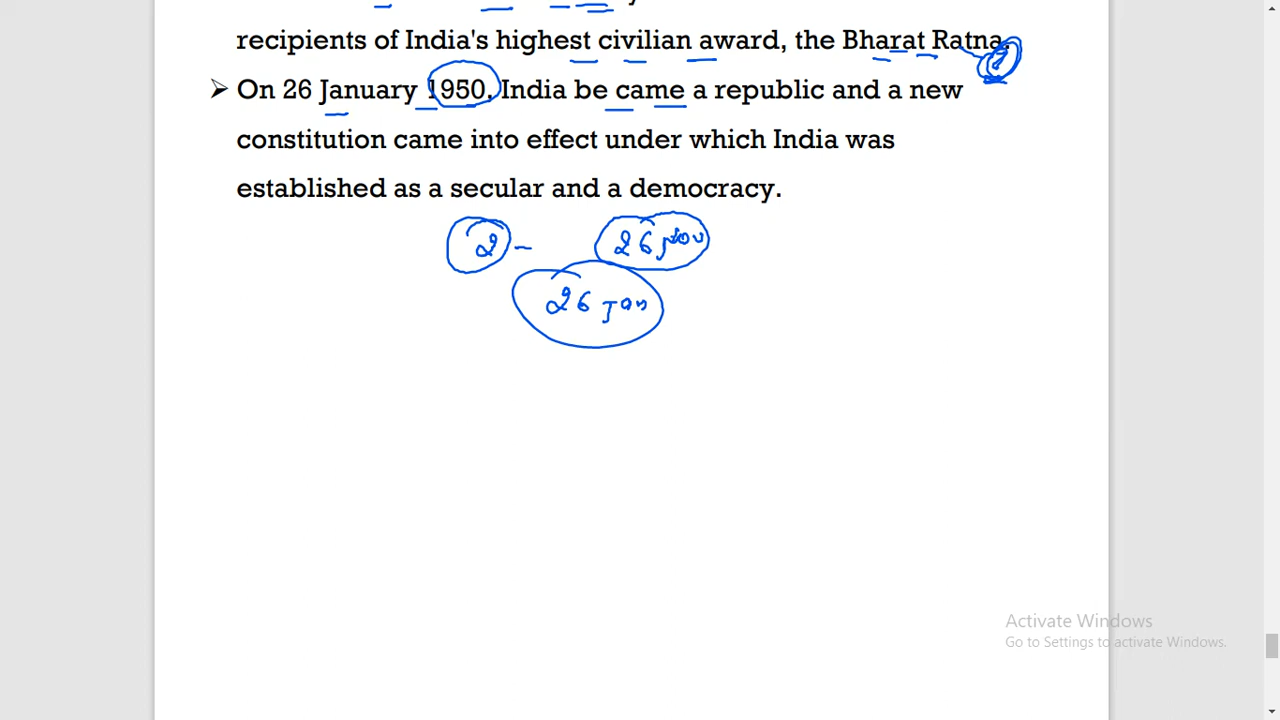 recipients of India's highest civilian award, the Bharat Ratna.
➢ On 26 January 1950, India be came a republic and a new
constitution came into effect under which India was
established as a secular and a democracy.
2 - 26 Nov
26 Jan
Activate Windows
Go to Settings to activate Windows.